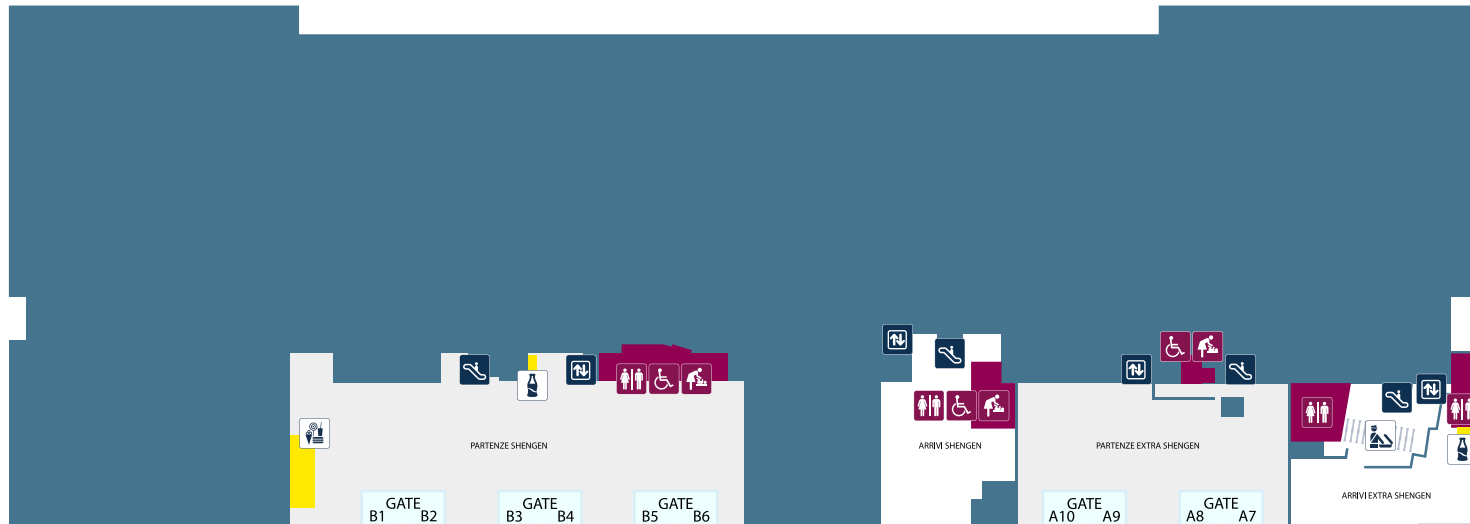 PARTENZE SHENGEN
ARRIVI SHENGEN
PARTENZE EXTRA SHENGEN
ARRIVI EXTRA SHENGEN
GATE
B1 B2
GATE
B3 B4
GATE
B5 B6
GATE
A10 A9
GATE
A8 A7